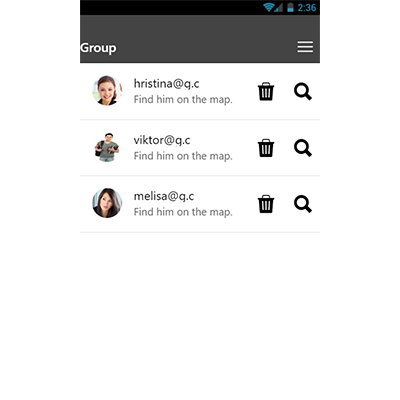 2:36
Group
hristina@g.c
Find him on the map.
viktor@g.c
Find him on the map.
melisa@g.c
Find him on the map.